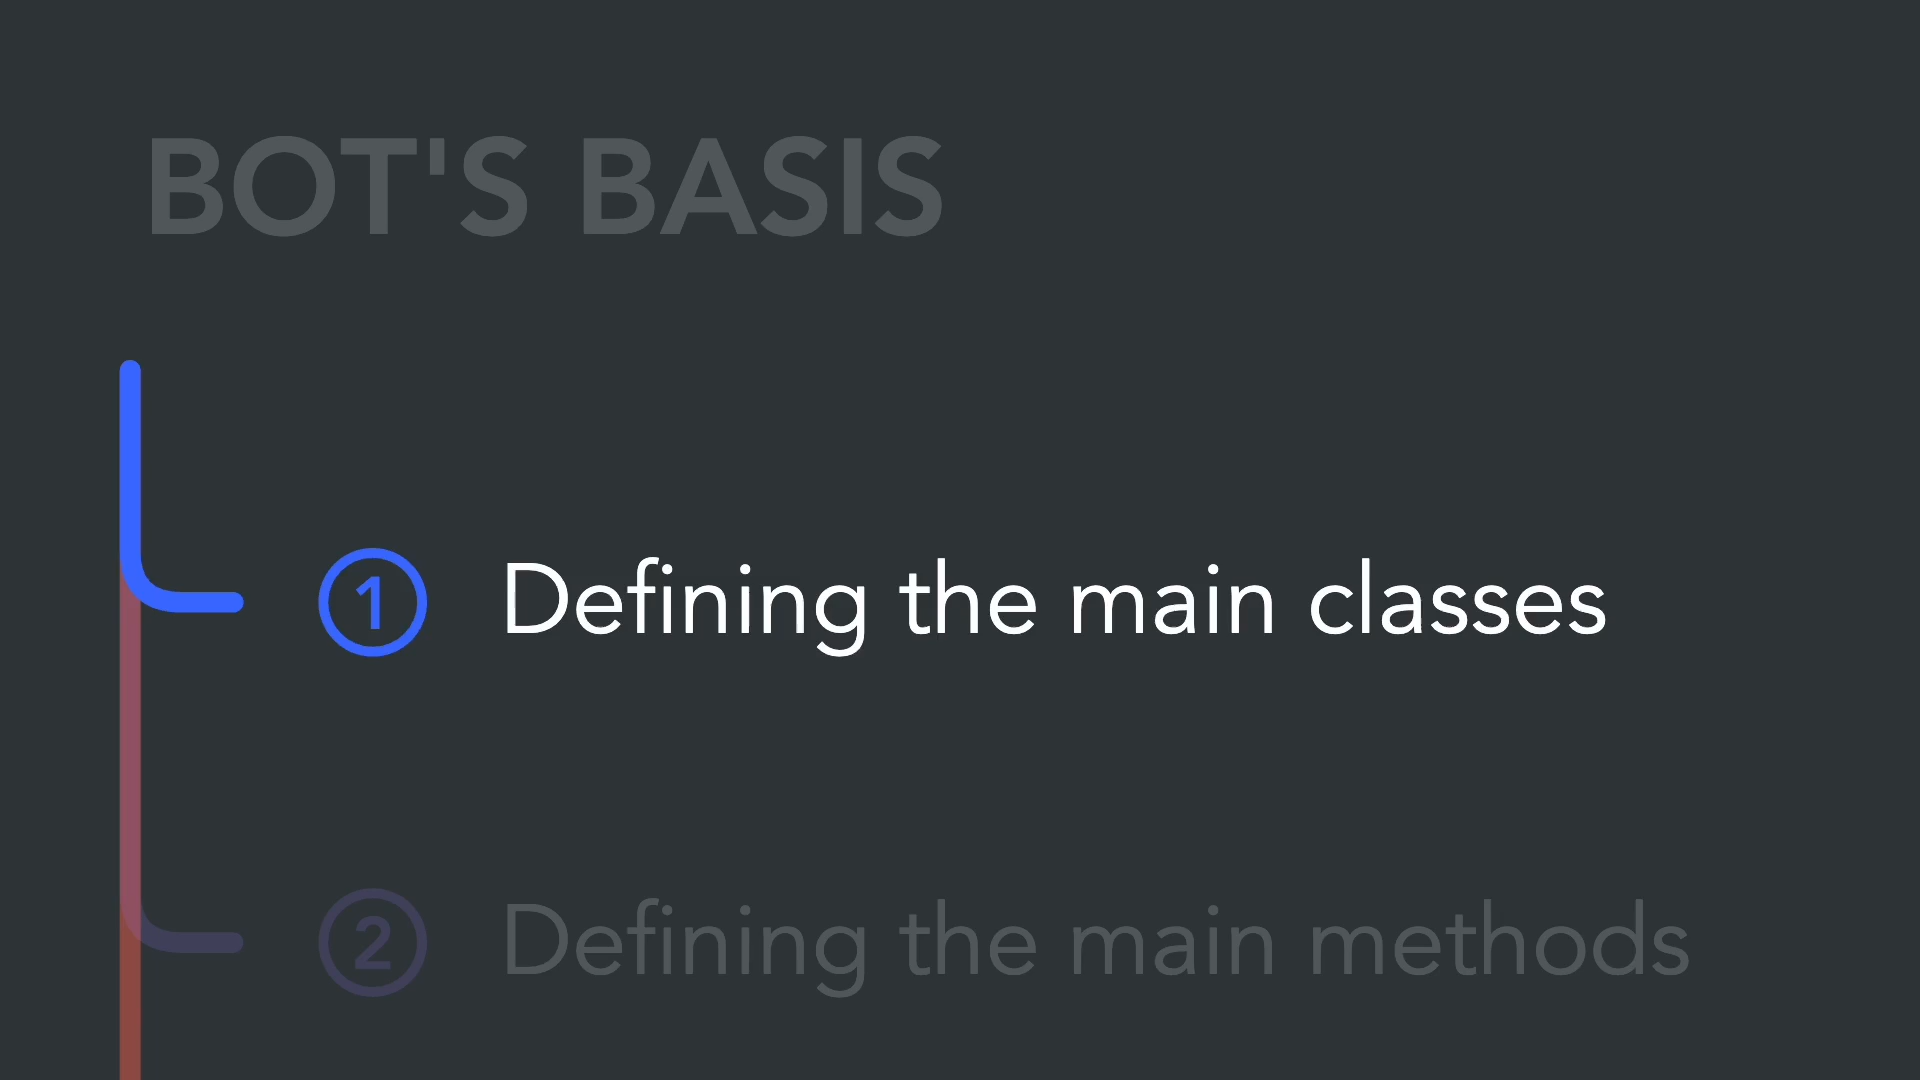 BOT'S BASIS
1 Defining the main classes
2 Defining the main methods